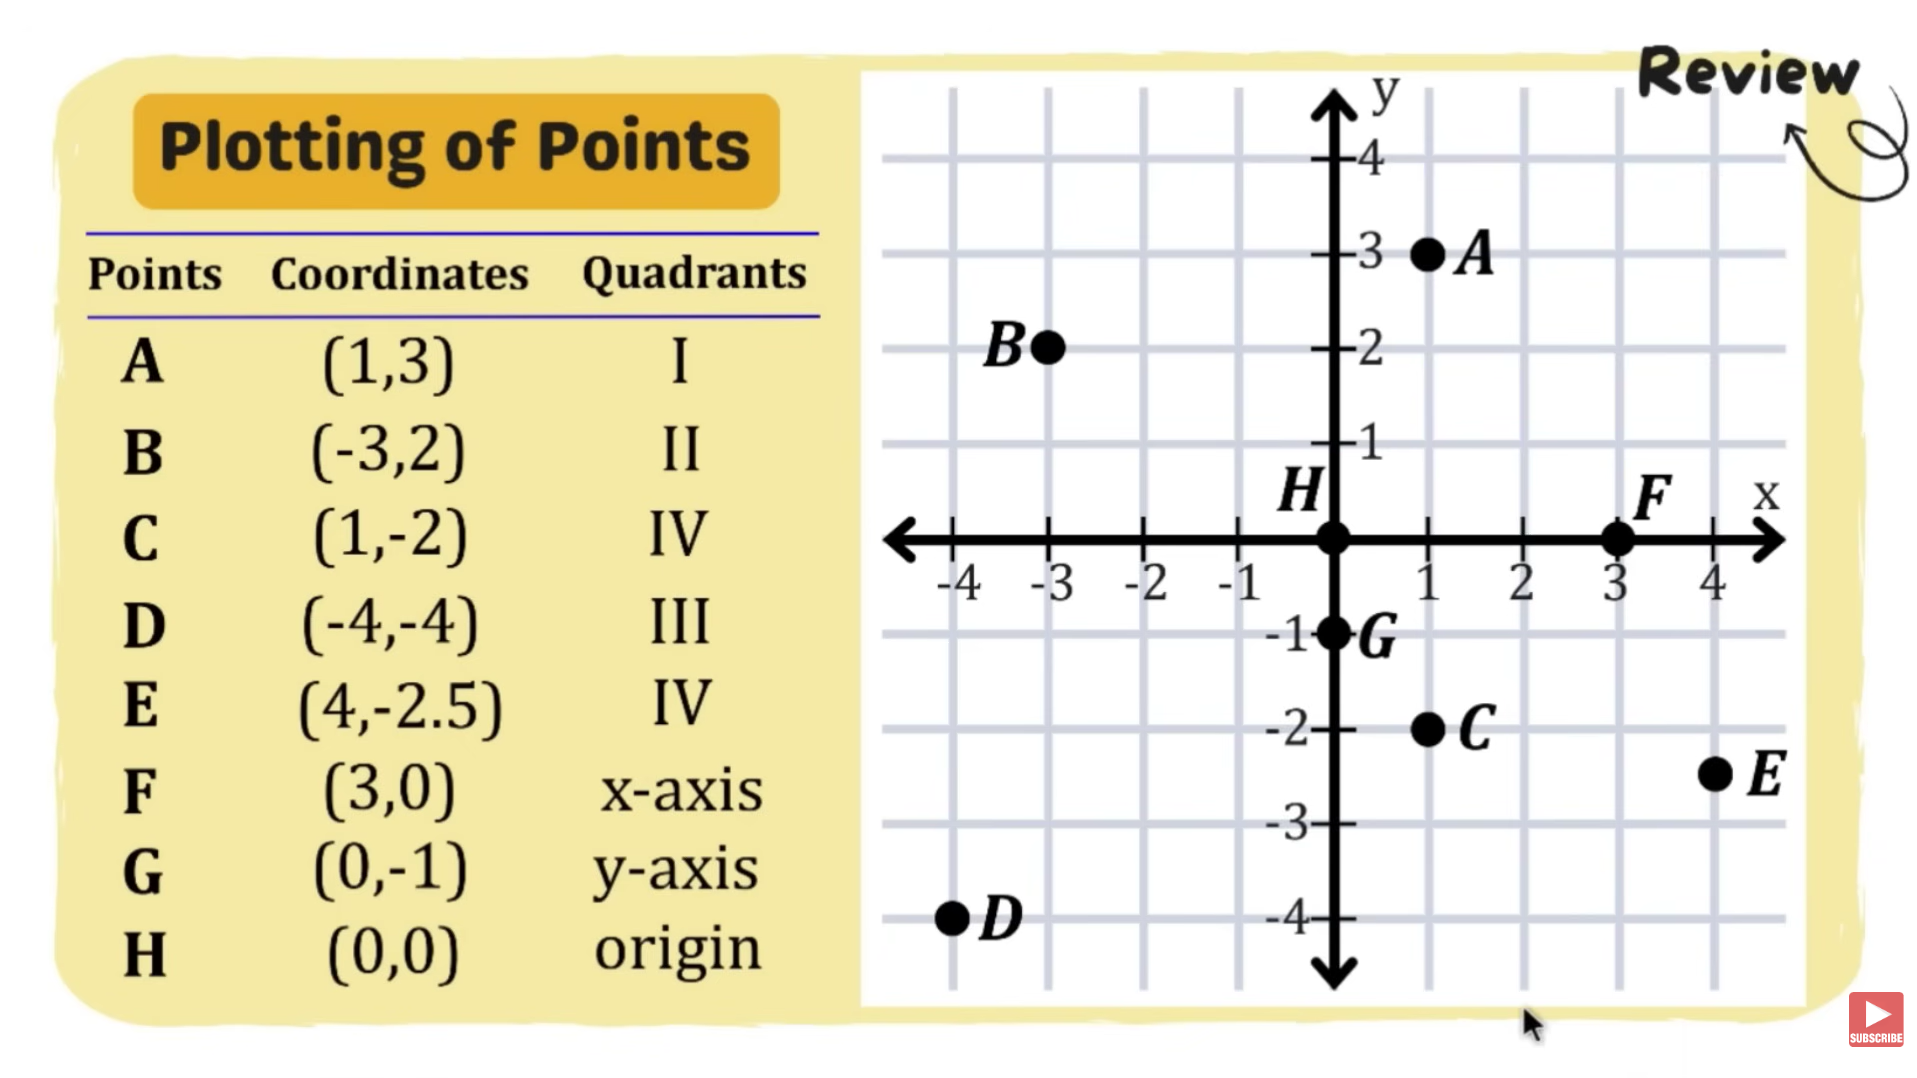 Review
Plotting of Points
Points Coordinates Quadrants
A (1,3) I
B (-3,2) II
C (1,-2) IV
D (-4,-4) III
E (4,-2.5) IV
F (3,0) x-axis
G (0,-1) y-axis
H (0,0) origin
y
4
3 A
B 2
1
H F x
-4 -3 -2 -1 1 2 3 4
-1 G
-2 C
E
-3
D -4
SUBSCRIBE